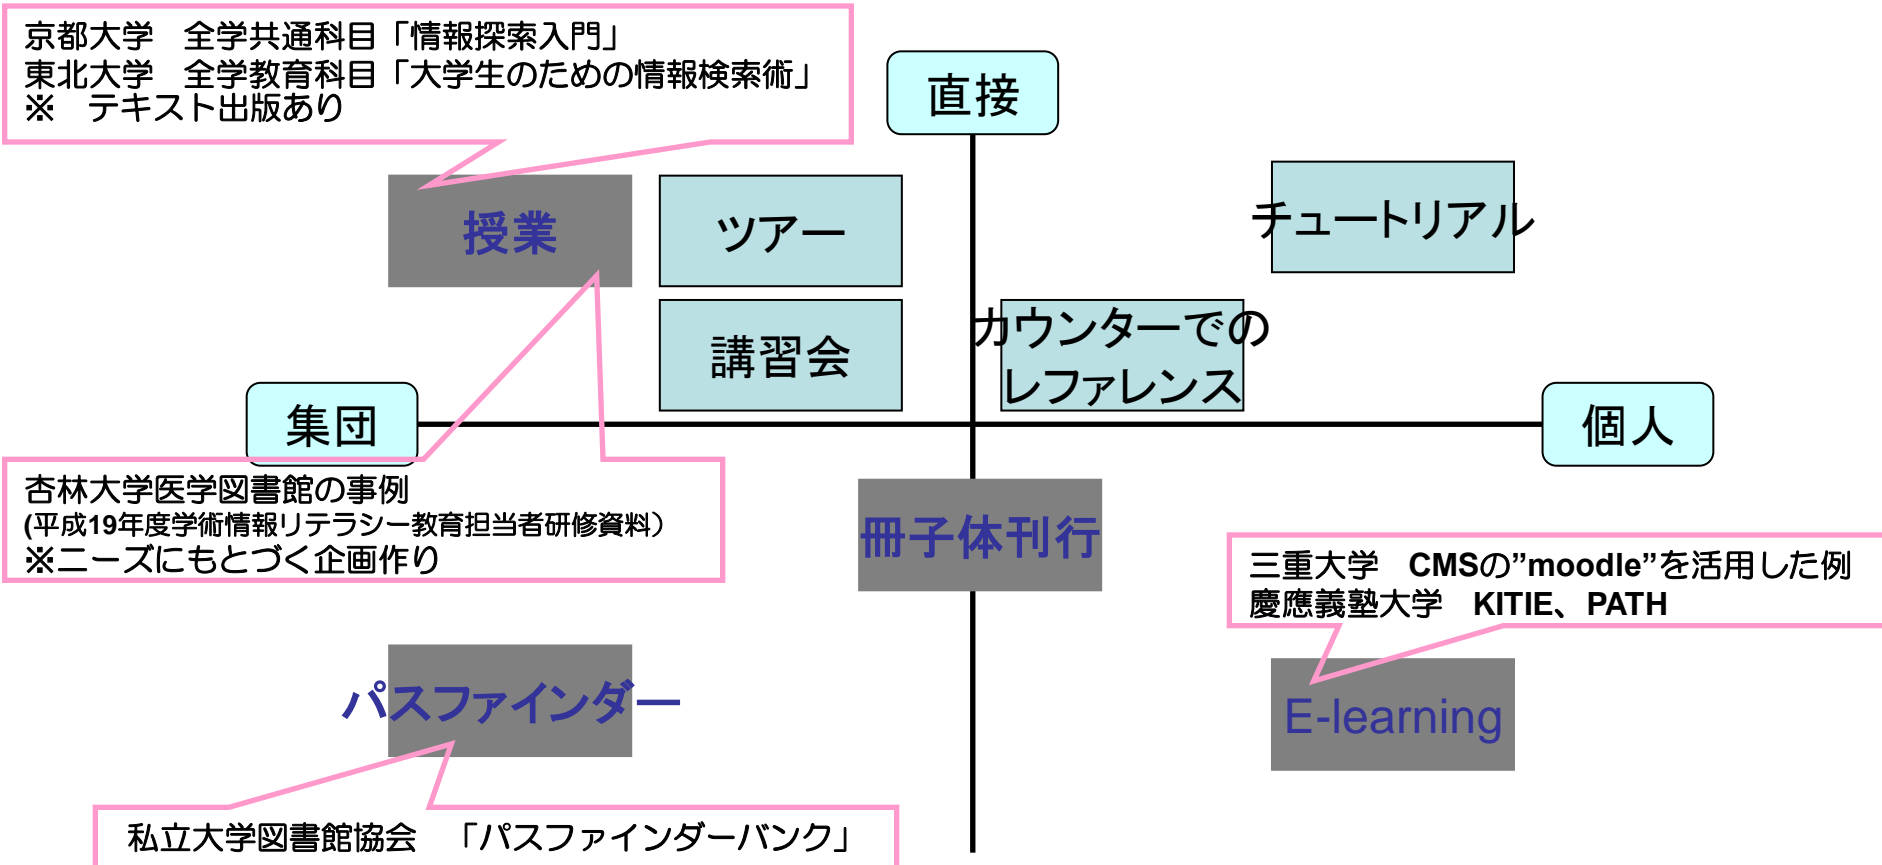 京都大学　全学共通科目「情報探索入門」
東北大学　全学教育科目「大学生のための情報検索術」
※　テキスト出版あり
直接
授業
ツアー
チュートリアル
講習会
カウンターでの
レファレンス
集団
個人
杏林大学医学図書館の事例
(平成19年度学術情報リテラシー教育担当者研修資料）
※ニーズにもとづく企画作り
冊子体刊行
三重大学　CMSの”moodle”を活用した例
慶應義塾大学　KITIE、PATH
パスファインダー
E-learning
私立大学図書館協会　「パスファインダーバンク」